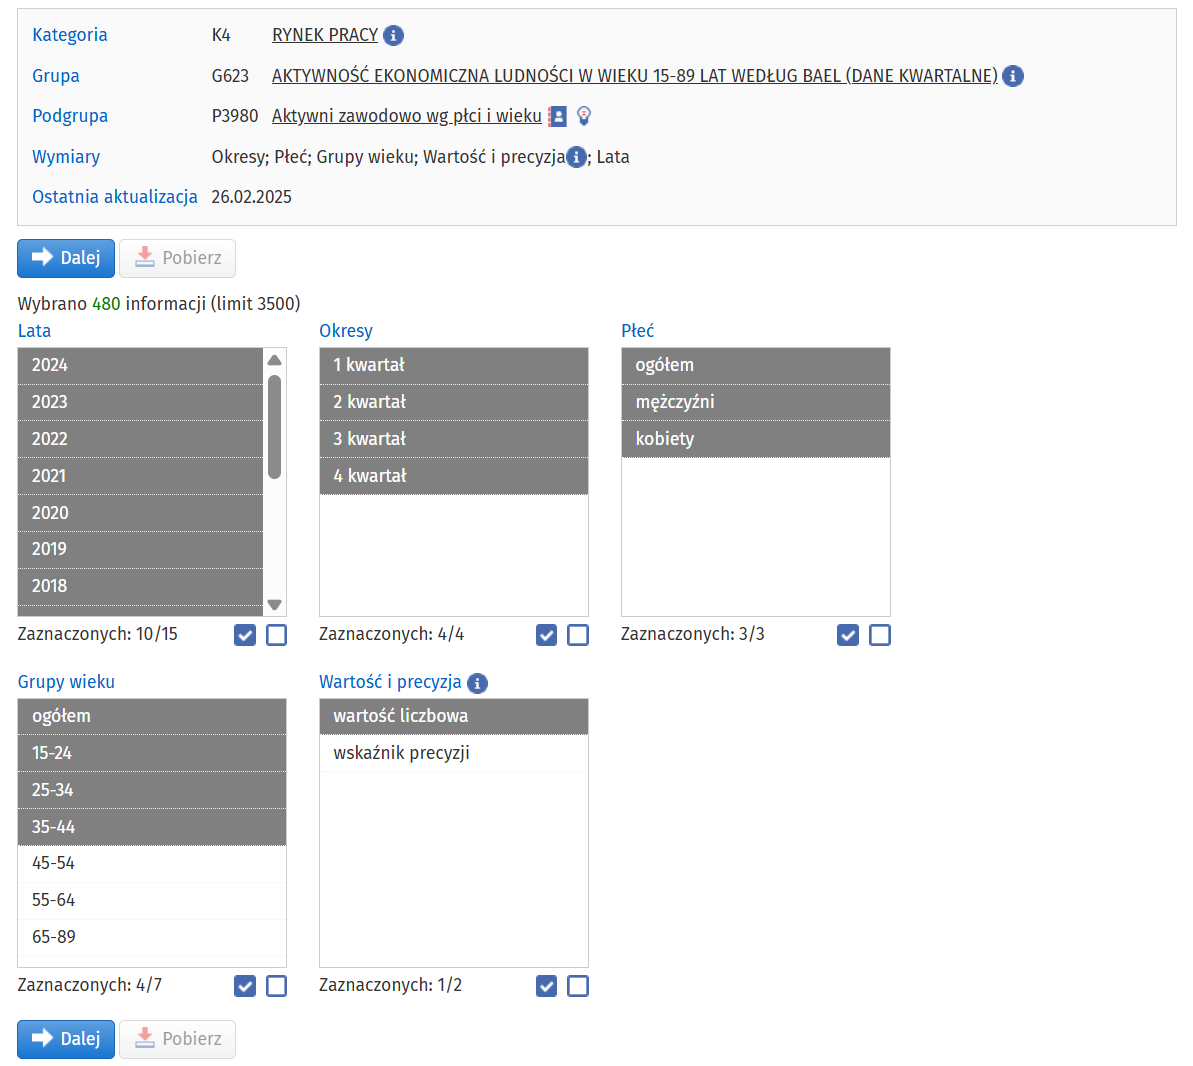 Kategoria K4 RYNEK PRACY
Grupa G623 AKTYWNOŚĆ EKONOMICZNA LUDNOŚCI W WIEKU 15-89 LAT WEDŁUG BAEL (DANE KWARTALNE)
Podgrupa P3980 Aktywni zawodowo wg płci i wieku
Wymiary Okresy; Płeć; Grupy wieku; Wartość i precyzja; Lata
Ostatnia aktualizacja 26.02.2025
Dalej Pobierz
Wybrano 480 informacji (limit 3500)
Lata
2024
2023
2022
2021
2020
2019
2018
Zaznaczonych: 10/15
Okresy
1 kwartał
2 kwartał
3 kwartał
4 kwartał
Zaznaczonych: 4/4
Płeć
ogółem
mężczyźni
kobiety
Zaznaczonych: 3/3
Grupy wieku
ogółem
15-24
25-34
35-44
45-54
55-64
65-89
Zaznaczonych: 4/7
Wartość i precyzja
wartość liczbowa
wskaźnik precyzji
Zaznaczonych: 1/2
Dalej Pobierz